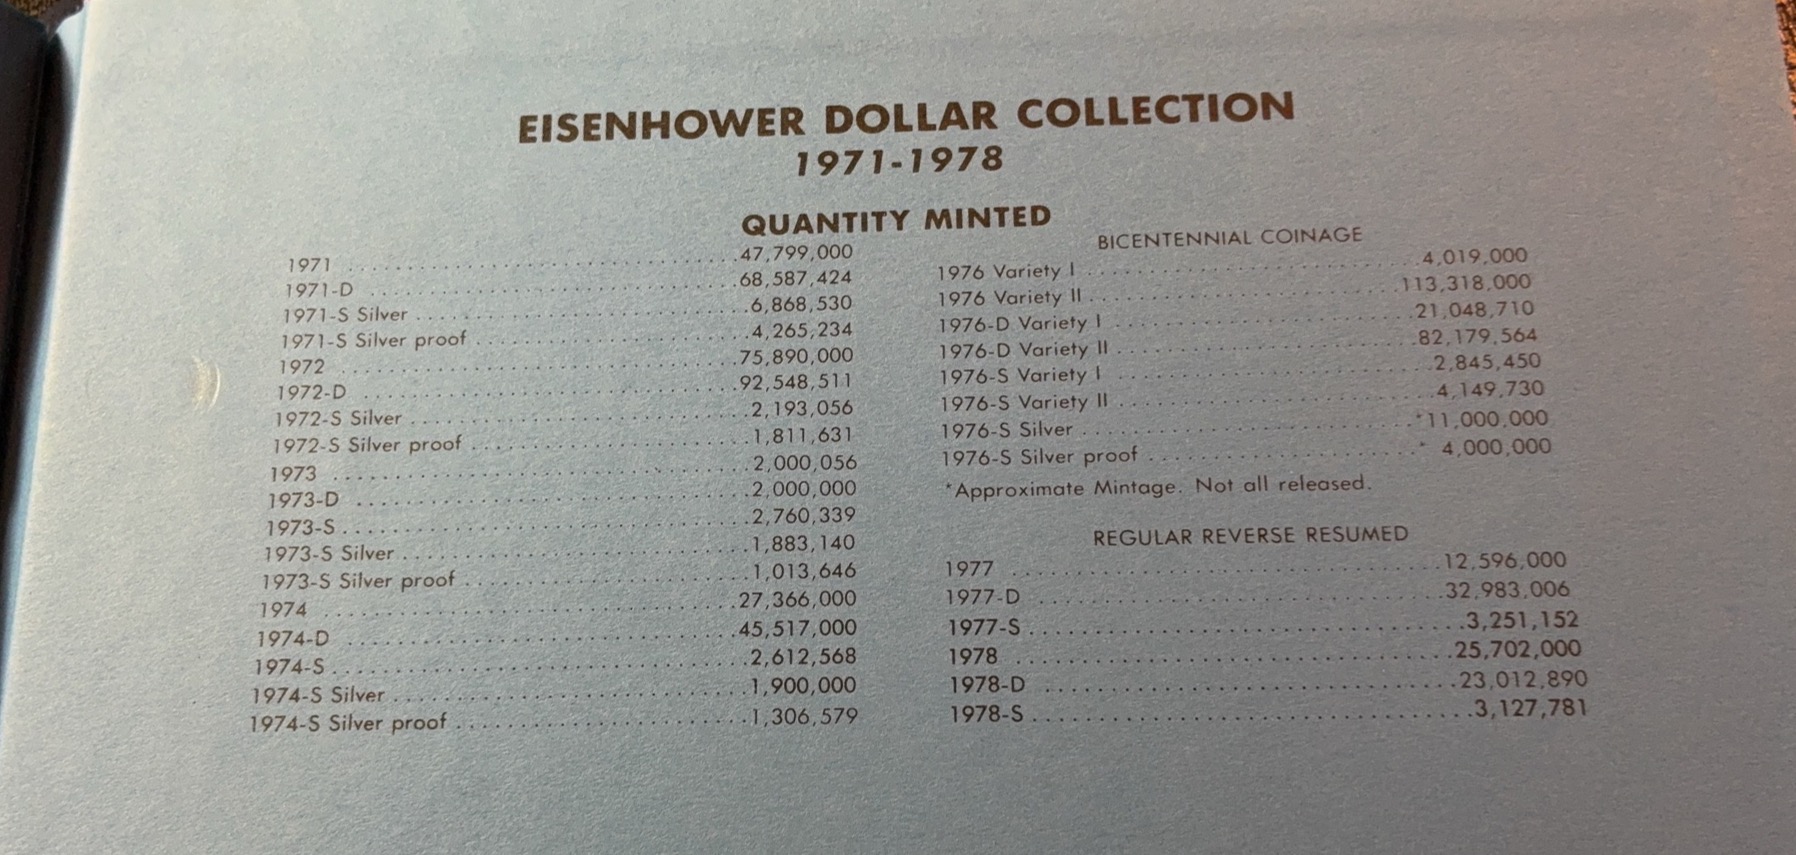 EISENHOWER DOLLAR COLLECTION
1971-1978
QUANTITY MINTED
1971 ........ 47,799,000
1971-D ........ 68,587,424
1971-S Silver ........ 6,868,530
1971-S Silver proof ........ 4,265,234
1972 ........ 75,890,000
1972-D ........ 92,548,511
1972-S Silver ........ 2,193,056
1972-S Silver proof ........ 1,811,631
1973 ........ 2,000,056
1973-D ........ 2,000,000
1973-S ........ 2,760,339
1973-S Silver ........ 1,883,140
1973-S Silver proof ........ 1,013,646
1974 ........ 27,366,000
1974-D ........ 45,517,000
1974-S ........ 2,612,568
1974-S Silver ........ 1,900,000
1974-S Silver proof ........ 1,306,579
BICENTENNIAL COINAGE
1976 Variety I ........ 4,019,000
1976 Variety II ........ 113,318,000
1976-D Variety I ........ 21,048,710
1976-D Variety II ........ 82,179,564
1976-S Variety I ........ 2,845,450
1976-S Variety II ........ 4,149,730
1976-S Silver ........ *11,000,000
1976-S Silver proof ........ * 4,000,000
*Approximate Mintage. Not all released.
REGULAR REVERSE RESUMED
1977 ........ 12,596,000
1977-D ........ 32,983,006
1977-S ........ 3,251,152
1978 ........ 25,702,000
1978-D ........ 23,012,890
1978-S ........ 3,127,781